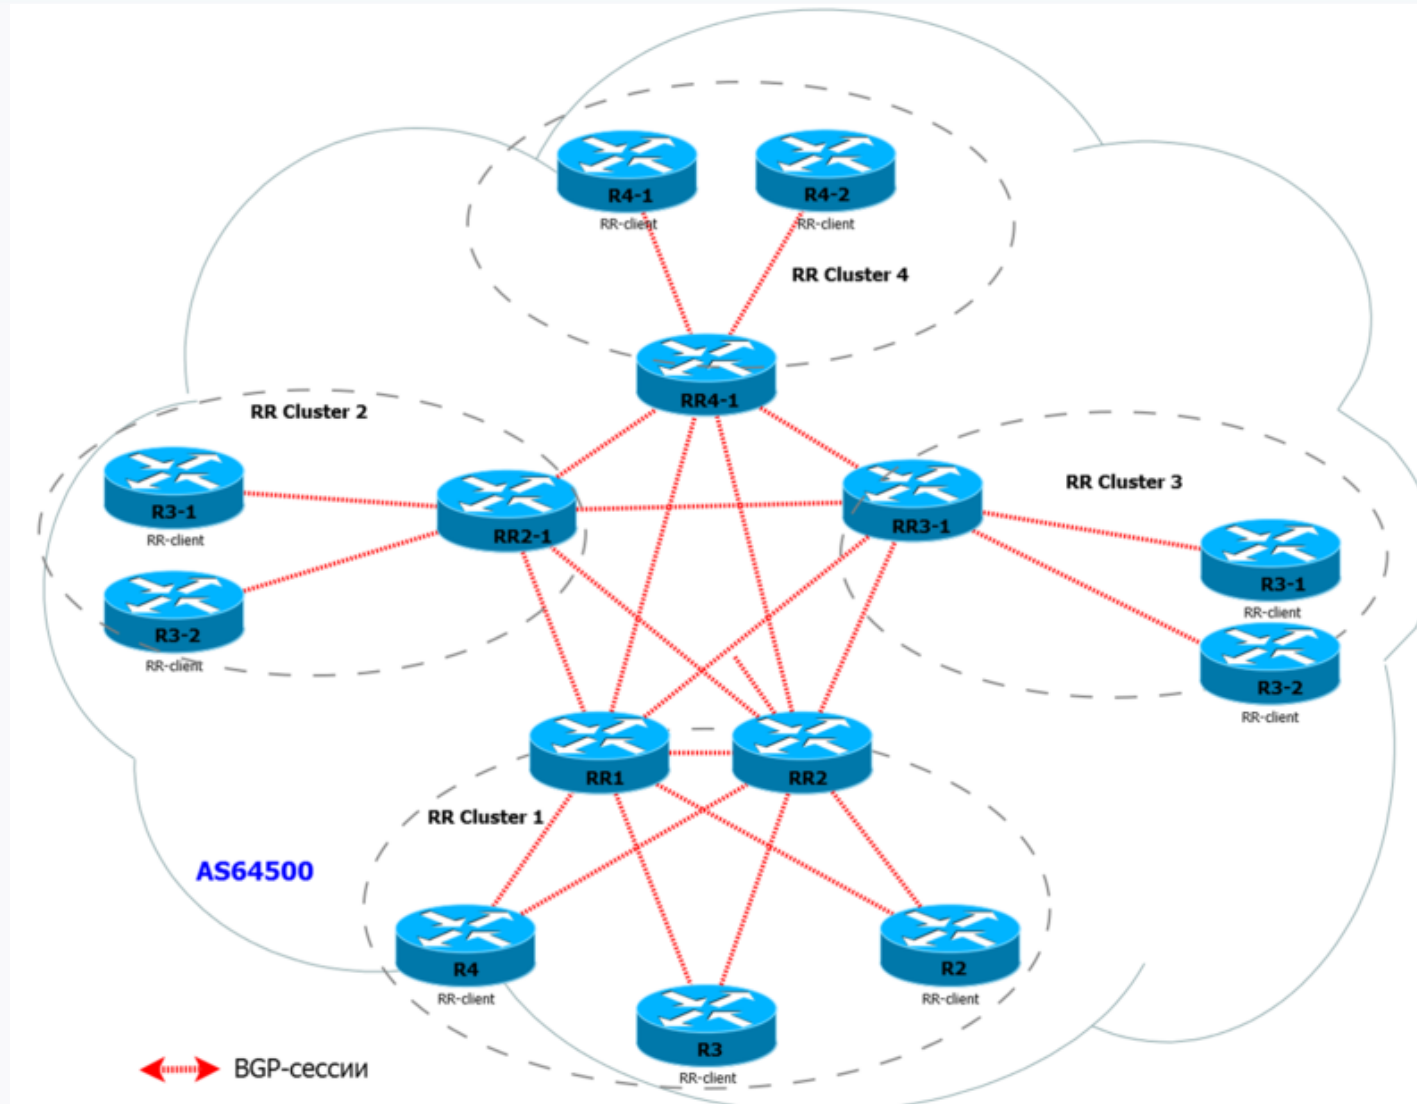 R4-1
RR-client
R4-2
RR-client
RR Cluster 4
RR4-1
RR Cluster 2
R3-1
RR-client
R3-2
RR-client
RR2-1
RR3-1
RR Cluster 3
R3-1
RR-client
R3-2
RR-client
RR1
RR2
RR Cluster 1
AS64500
R4
RR-client
R2
RR-client
R3
RR-client
BGP-сессии